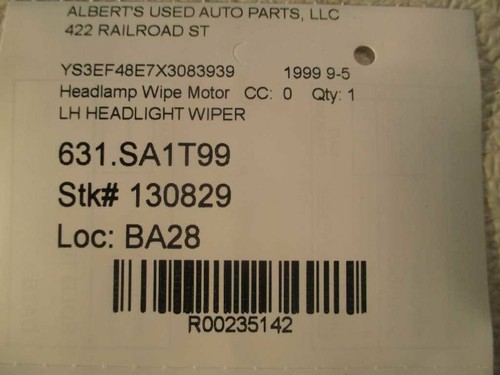 ALBERT'S USED AUTO PARTS, LLC
422 RAILROAD ST
YS3EF48E7X3083939 1999 9-5
Headlamp Wipe Motor CC: 0 Qty: 1
LH HEADLIGHT WIPER
631.SA1T99
Stk# 130829
Loc: BA28
R00235142